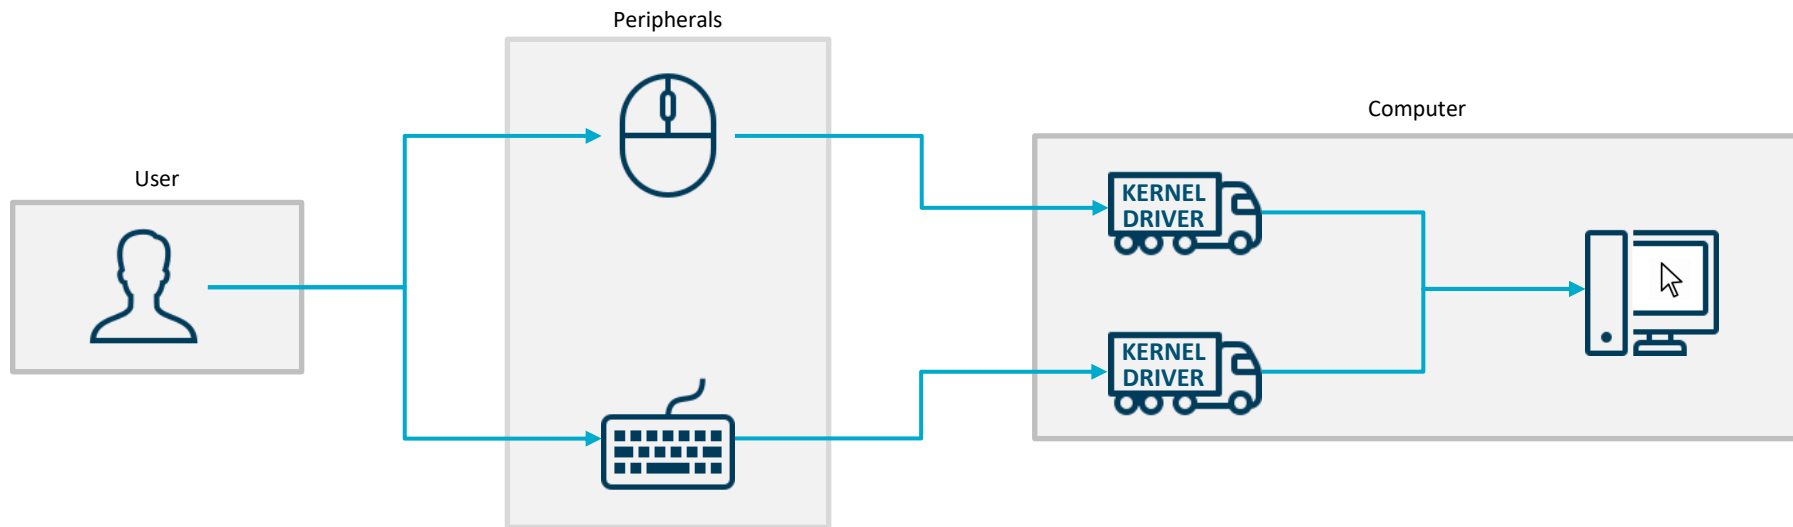 Peripherals
Computer
User
KERNEL
DRIVER
KERNEL
DRIVER